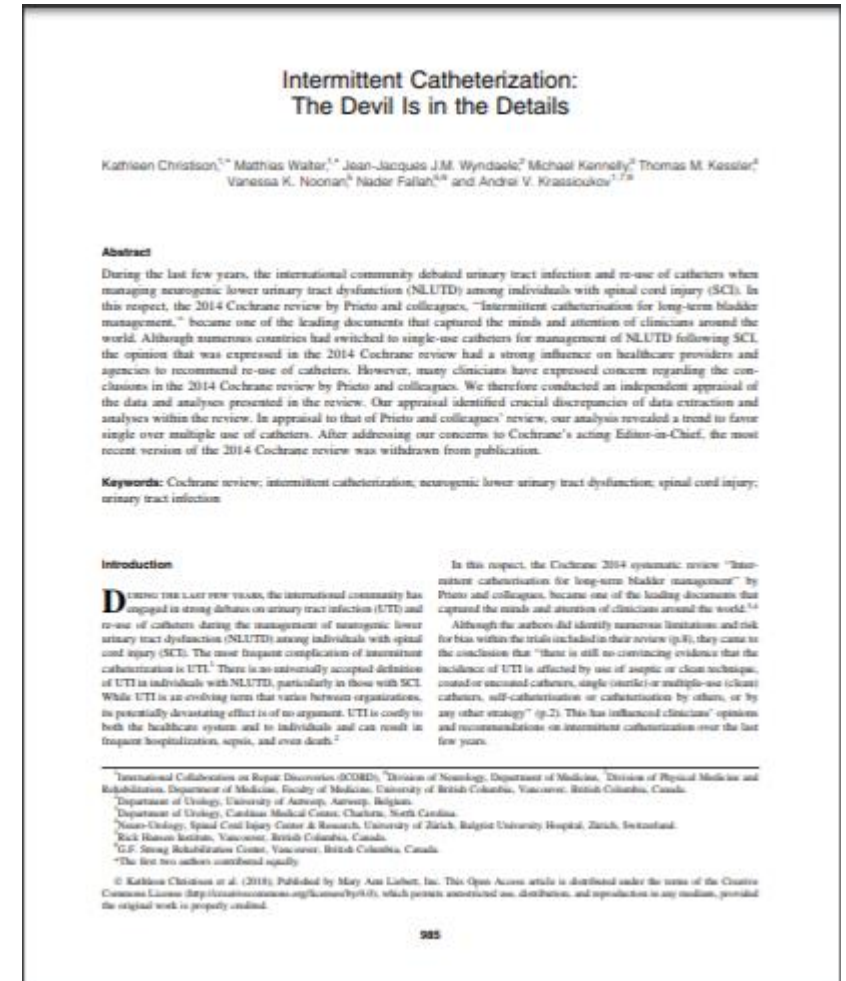 Intermittent Catheterization:
The Devil Is in the Details
Kathleen Christison,1,* Matthias Walter,1,* Jean-Jacques J.M. Wyndaele,2 Michael Kennelly,3 Thomas M. Kessler,4
Vanessa K. Noonan,5 Nader Fallah,5,6 and Andrei V. Krassioukov1,7,8
Abstract
During the last few years, the international community debated urinary tract infection and re-use of catheters when
managing neurogenic lower urinary tract dysfunction (NLUTD) among individuals with spinal cord injury (SCI). In
this respect, the 2014 Cochrane review by Prieto and colleagues, "Intermittent catheterisation for long-term bladder
management," became one of the leading documents that captured the minds and attention of clinicians around the
world. Although numerous countries had switched to single-use catheters for management of NLUTD following SCI,
the opinion that was expressed in the 2014 Cochrane review had a strong influence on healthcare providers and
agencies to recommend re-use of catheters. However, many clinicians have expressed concern regarding the con-
clusions in the 2014 Cochrane review by Prieto and colleagues. We therefore conducted an independent appraisal of
the data and analyses presented in the review. Our appraisal identified crucial discrepancies of data extraction and
analyses within the review. In appraisal to that of Prieto and colleagues' review, our analysis revealed a trend to favor
single over multiple use of catheters. After addressing our concerns to Cochrane's acting Editor-in-Chief, the most
recent version of the 2014 Cochrane review was withdrawn from publication.
Keywords: Cochrane review; intermittent catheterization; neurogenic lower urinary tract dysfunction; spinal cord injury;
urinary tract infection
Introduction
During the last few years, the international community has
engaged in strong debates on urinary tract infection (UTI) and
re-use of catheters during the management of neurogenic lower
urinary tract dysfunction (NLUTD) among individuals with spinal
cord injury (SCI). The most frequent complication of intermittent
catheterization is UTI.1 There is no universally accepted definition
of UTI in individuals with NLUTD, particularly in those with SCI.
While UTI is an evolving term that varies between organizations,
its potentially devastating effect is of no argument. UTI is costly to
both the healthcare system and to individuals and can result in
frequent hospitalization, sepsis, and even death.2
In this respect, the Cochrane 2014 systematic review "Inter-
mittent catheterisation for long-term bladder management" by
Prieto and colleagues, became one of the leading documents that
captured the minds and attention of clinicians around the world.3,4
Although the authors did identify numerous limitations and risk
for bias within the trials included in their review (p.8), they came to
the conclusion that "there is still no convincing evidence that the
incidence of UTI is affected by use of aseptic or clean technique,
coated or uncoated catheters, single (sterile) or multiple-use (clean)
catheters, self-catheterisation or catheterisation by others, or by
any other strategy" (p.2). This has influenced clinicians' opinions
and recommendations on intermittent catheterization over the last
few years.
International Collaboration on Repair Discoveries (ICORD), Division of Neurology, Department of Medicine, Division of Physical Medicine and
Rehabilitation, Department of Medicine, Faculty of Medicine, University of British Columbia, Vancouver, British Columbia, Canada.
Department of Urology, University of Antwerp, Antwerp, Belgium.
Department of Urology, Carolinas Medical Center, Charlotte, North Carolina.
Neuro-Urology, Spinal Cord Injury Center & Research, University of Zürich, Balgrist University Hospital, Zürich, Switzerland.
Rick Hansen Institute, Vancouver, British Columbia, Canada.
G.F. Strong Rehabilitation Center, Vancouver, British Columbia, Canada.
*The first two authors contributed equally.
© Kathleen Christison et al. (2018); Published by Mary Ann Liebert, Inc. This Open Access article is distributed under the terms of the Creative
Commons License (http://creativecommons.org/licenses/by/4.0), which permits unrestricted use, distribution, and reproduction in any medium, provided
the original work is properly credited.
985